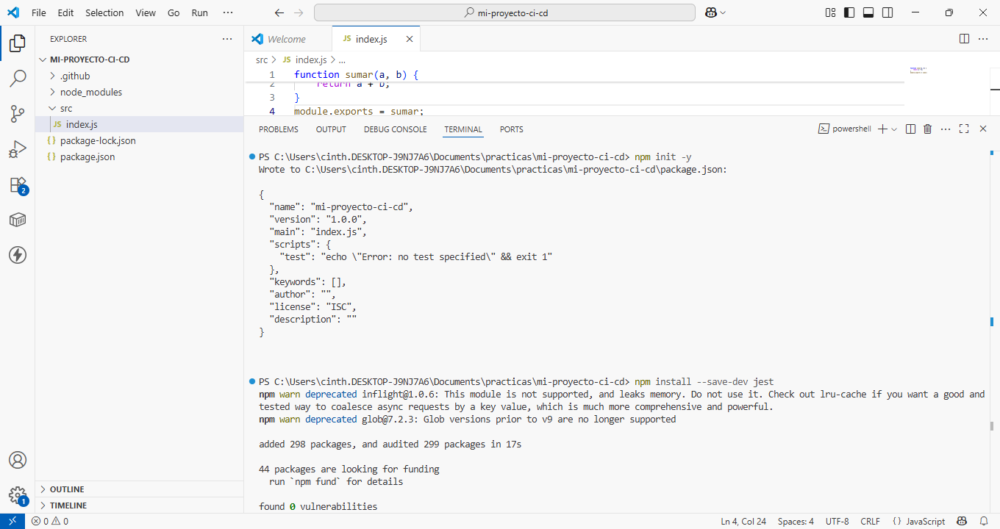 File Edit Selection View Go Run ···
mi-proyecto-ci-cd
EXPLORER ···
MI-PROYECTO-CI-CD
.github
node_modules
src
JS index.js
{} package-lock.json
{} package.json
OUTLINE
TIMELINE
Welcome
JS index.js
src > JS index.js > ...
1 function sumar(a, b) {
2 return a + b;
3 }
4 module.exports = sumar;
PROBLEMS OUTPUT DEBUG CONSOLE TERMINAL PORTS
powershell
PS C:\Users\cinth.DESKTOP-J9NJ7A6\Documents\practicas\mi-proyecto-ci-cd> npm init -y
Wrote to C:\Users\cinth.DESKTOP-J9NJ7A6\Documents\practicas\mi-proyecto-ci-cd\package.json:
{
"name": "mi-proyecto-ci-cd",
"version": "1.0.0",
"main": "index.js",
"scripts": {
"test": "echo \"Error: no test specified\" && exit 1"
},
"keywords": [],
"author": "",
"license": "ISC",
"description": ""
}
PS C:\Users\cinth.DESKTOP-J9NJ7A6\Documents\practicas\mi-proyecto-ci-cd> npm install --save-dev jest
npm warn deprecated inflight@1.0.6: This module is not supported, and leaks memory. Do not use it. Check out lru-cache if you want a good and
tested way to coalesce async requests by a key value, which is much more comprehensive and powerful.
npm warn deprecated glob@7.2.3: Glob versions prior to v9 are no longer supported
added 298 packages, and audited 299 packages in 17s
44 packages are looking for funding
run `npm fund` for details
found 0 vulnerabilities
2
1
0 0
Ln 4, Col 24 Spaces: 4 UTF-8 CRLF {} JavaScript